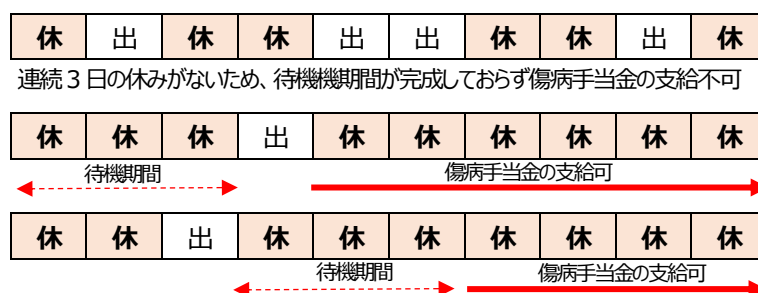 休 出 休 休 出 出 休 休 出 休
連続3日の休みがないため、待機機期間が完成しておらず傷病手当金の支給不可
休 休 休 出 休 休 休 休 休 休
待機期間 傷病手当金の支給可
休 休 出 休 休 休 休 休 休 休
待機期間 傷病手当金の支給可